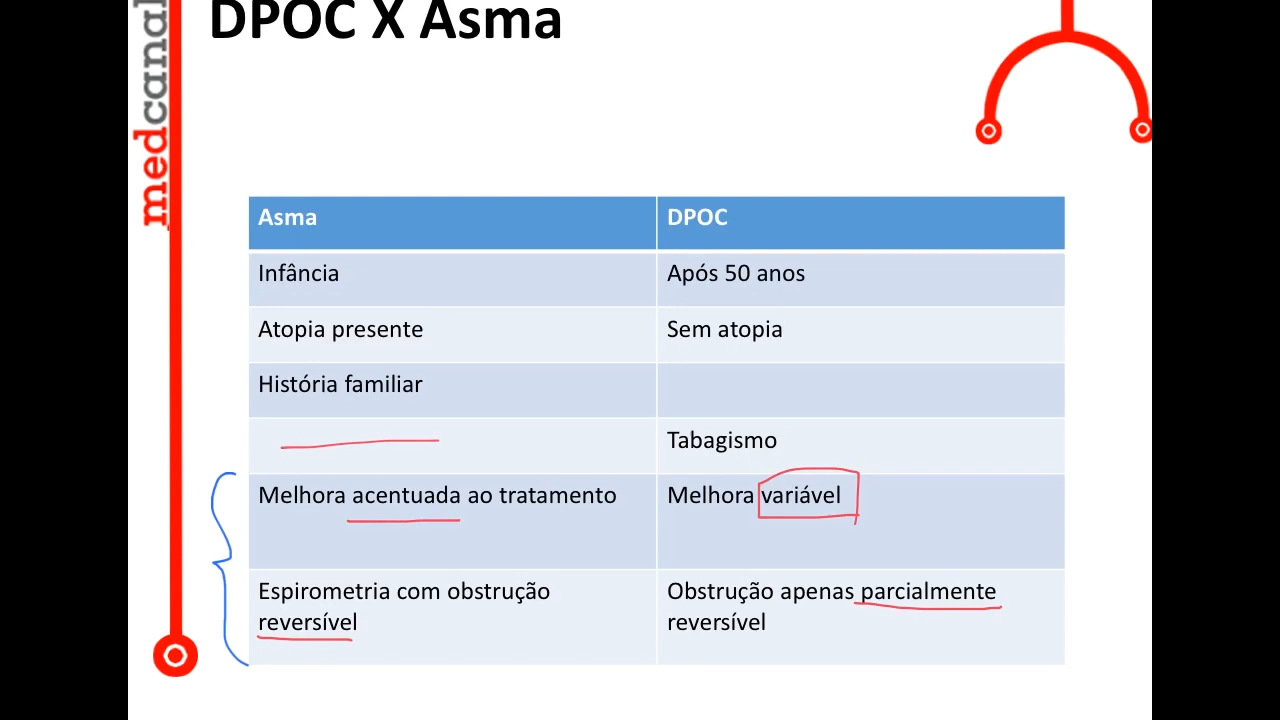 DPOC X Asma
medcanal
Asma
DPOC
Infância
Após 50 anos
Atopia presente
Sem atopia
História familiar
Tabagismo
Melhora acentuada ao tratamento
Melhora variável
Espirometria com obstrução
reversível
Obstrução apenas parcialmente
reversível